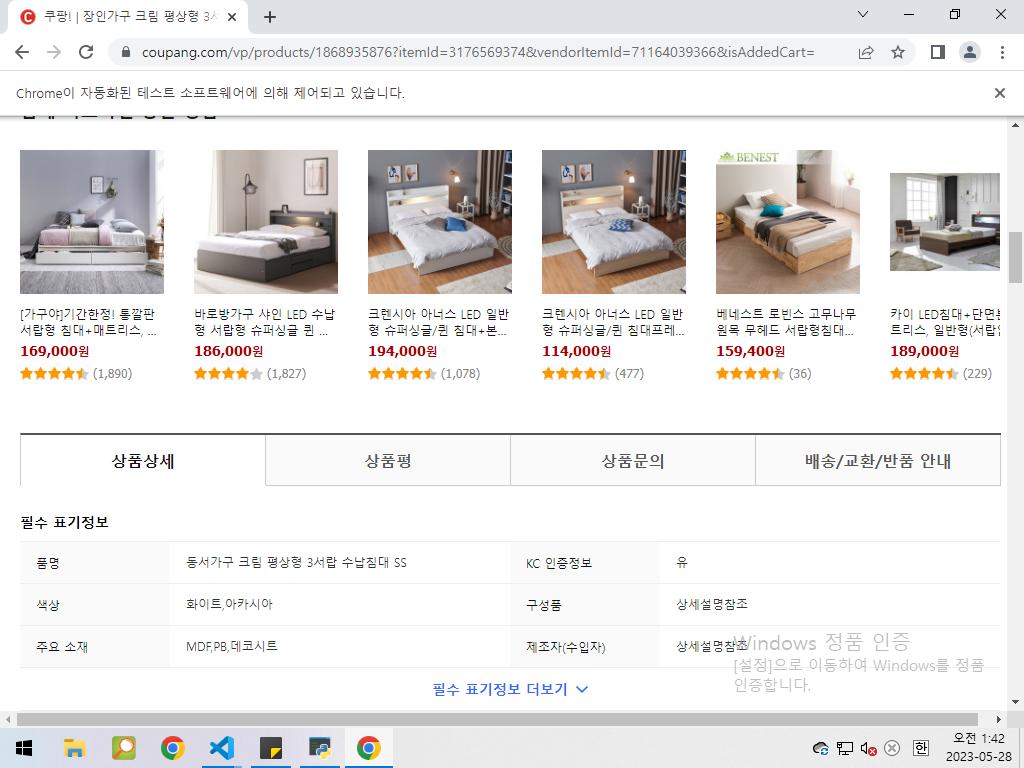 쿠팡! | 장인가구 크림 평상형 3서
coupang.com/vp/products/1868935876?itemId=3176569374&vendorItemId=71164039366&isAddedCart=
Chrome이 자동화된 테스트 소프트웨어에 의해 제어되고 있습니다.
BENEST
[가구야]기간한정! 통깔판 서랍형 침대+매트리스, ...
169,000원
(1,890)
바로방가구 샤인 LED 수납형 서랍형 슈퍼싱글 퀸 ...
186,000원
(1,827)
크렌시아 아너스 LED 일반형 슈퍼싱글/퀸 침대+본...
194,000원
(1,078)
크렌시아 아너스 LED 일반형 슈퍼싱글/퀸 침대프레...
114,000원
(477)
베네스트 로빈스 고무나무 원목 무헤드 서랍형침대...
159,400원
(36)
카이 LED침대+단면본
트리스, 일반형(서랍있
189,000원
(229)
상품상세
상품평
상품문의
배송/교환/반품 안내
필수 표기정보
품명 동서가구 크림 평상형 3서랍 수납침대 SS KC 인증정보 유
색상 화이트,아카시아 구성품 상세설명참조
주요 소재 MDF,PB,데코시트 제조자(수입자) 상세설명참조
필수 표기정보 더보기
Windows 정품 인증
[설정]으로 이동하여 Windows를 정품
인증합니다.
한
오전 1:42
2023-05-28